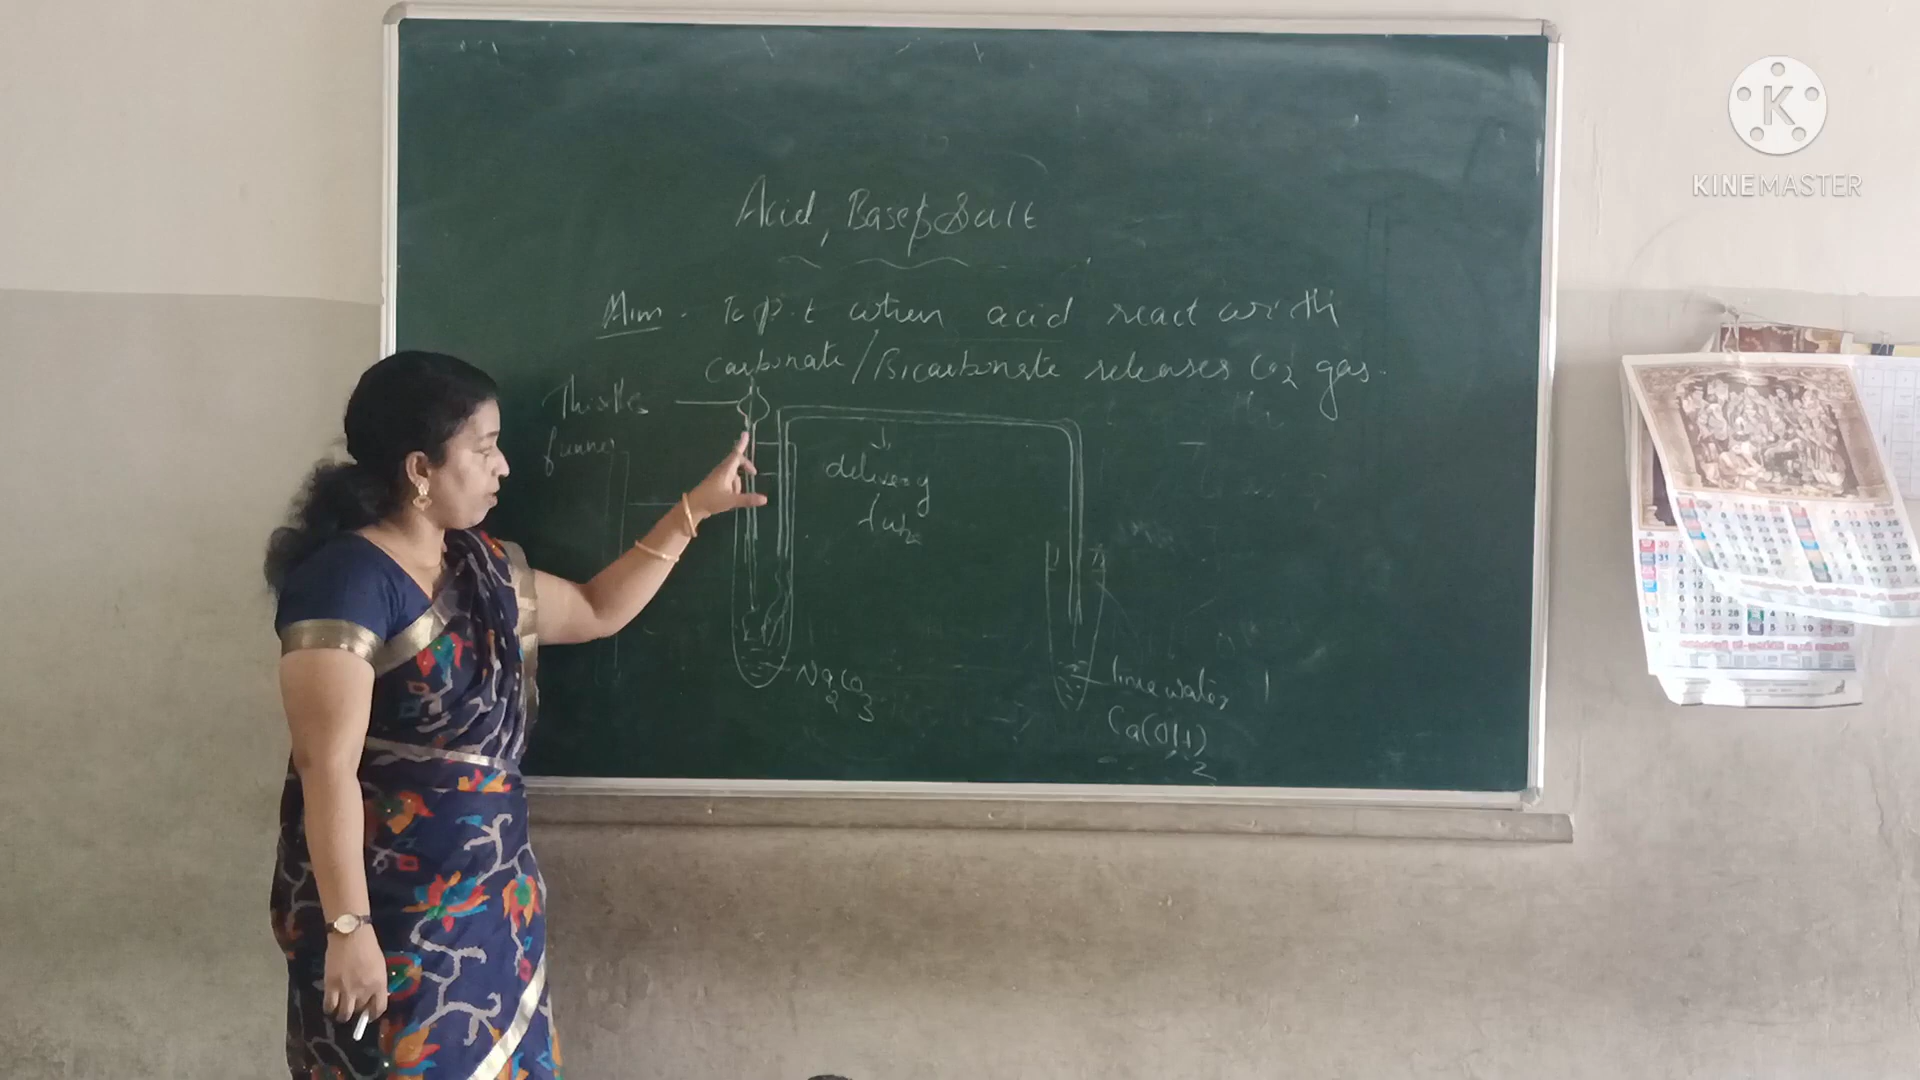 KINEMASTER
Acid, Base & Salt
Aim. To p.t when acid react with
carbonate/Bicarbonate releases CO2 gas.
Thistle
funnel
delivery
tube
Na2CO3
lime water
Ca(OH)2